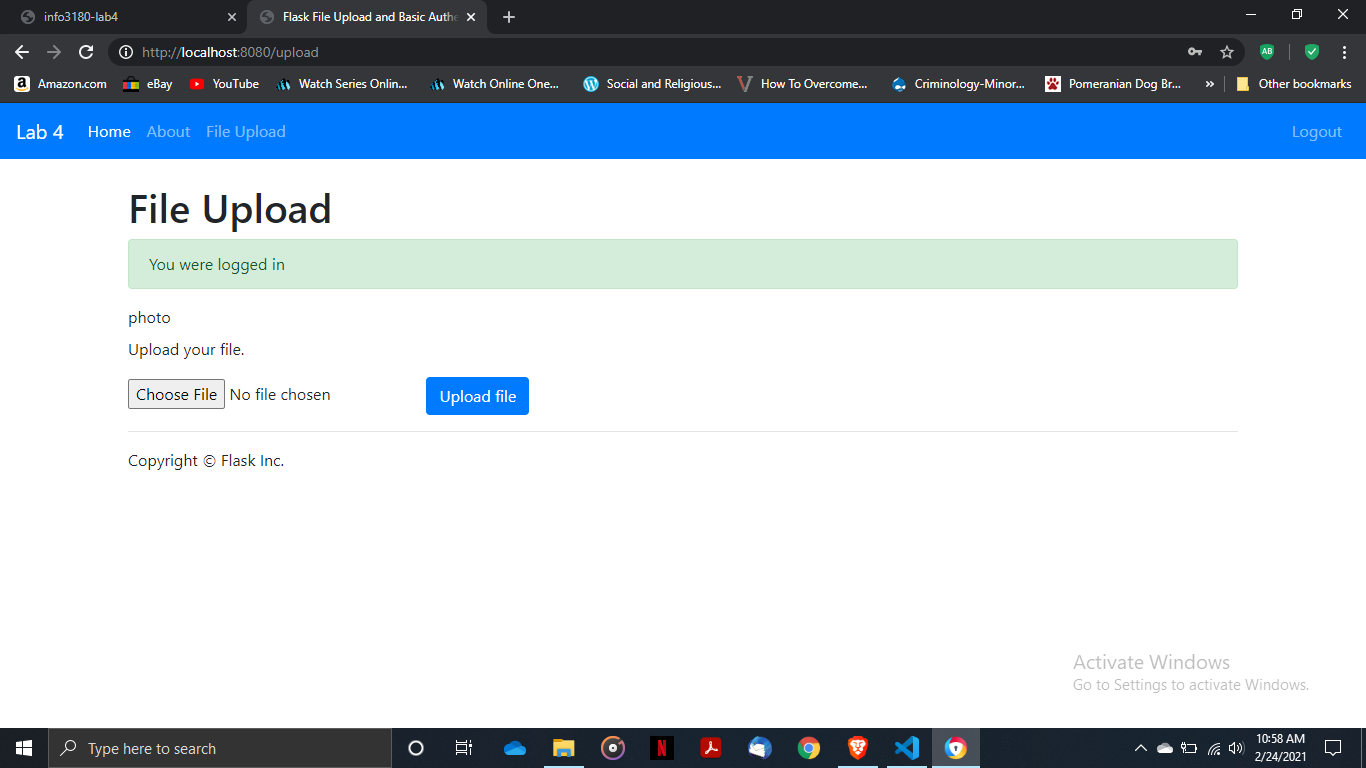 info3180-lab4
Flask File Upload and Basic Authe
http://localhost:8080/upload
Amazon.com eBay YouTube Watch Series Onlin... Watch Online One... Social and Religious... How To Overcome... Criminology-Minor... Pomeranian Dog Br... » Other bookmarks
Lab 4 Home About File Upload Logout
File Upload
You were logged in
photo
Upload your file.
Choose File No file chosen Upload file
Copyright © Flask Inc.
Activate Windows
Go to Settings to activate Windows.
Type here to search
10:58 AM
2/24/2021